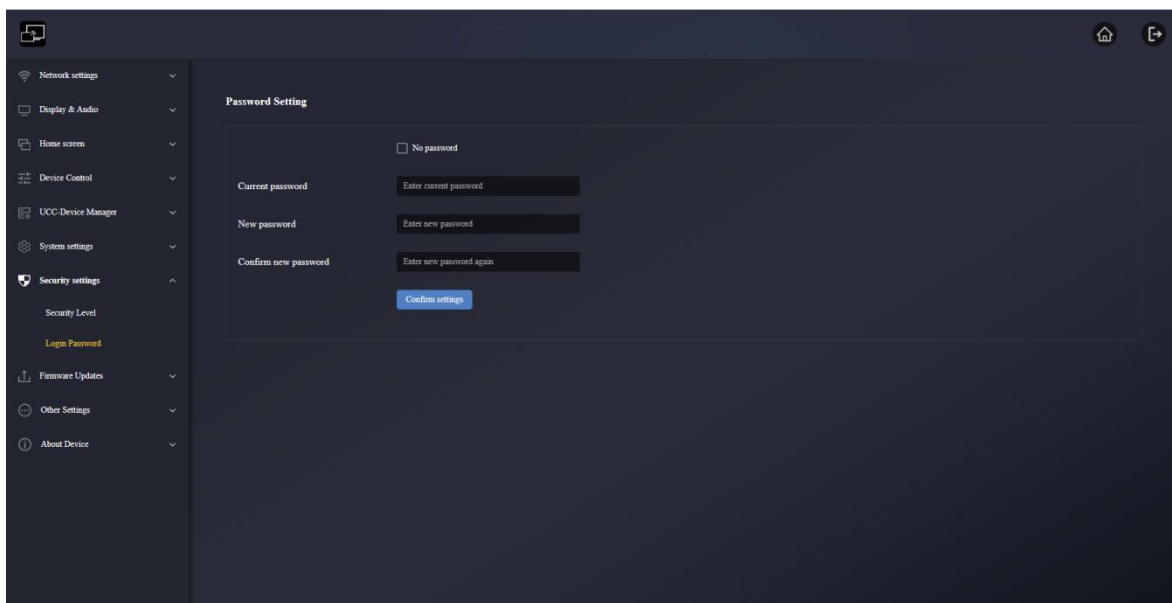 Network settings
Display & Audio
Home screen
Device Control
UCC-Device Manager
System settings
Security settings
Security Level
Login Password
Firmware Updates
Other Settings
About Device
Password Setting
No password
Current password
Enter current password
New password
Enter new password
Confirm new password
Enter new password again
Confirm settings